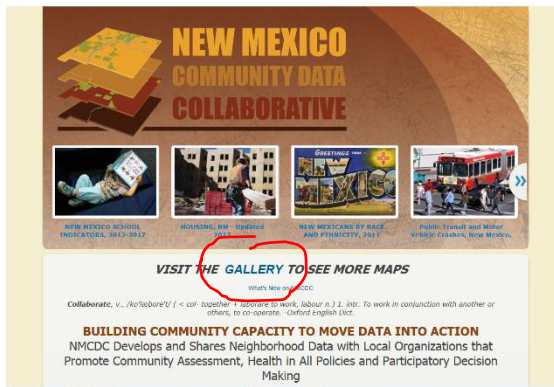 NEW MEXICO
COMMUNITY DATA
COLLABORATIVE
GREETINGS FROM
NEW MEXICO
NEW MEXICO SCHOOL
INDICATORS, 2012-2017
HOUSING, NM - Updated
2017
NEW MEXICANS BY RACE
AND ETHNICITY, 2017
Public Transit and Motor
Vehicle Crashes, New Mexico.
»
VISIT THE GALLERY TO SEE MORE MAPS
What's New on NMCDC
Collaborate, v., /ko'læbəre't/ ( < col- together + laborare to work, labour n.) 1. intr. To work in conjunction with another or
others, to co-operate. -Oxford English Dict.
BUILDING COMMUNITY CAPACITY TO MOVE DATA INTO ACTION
NMCDC Develops and Shares Neighborhood Data with Local Organizations that
Promote Community Assessment, Health in All Policies and Participatory Decision
Making